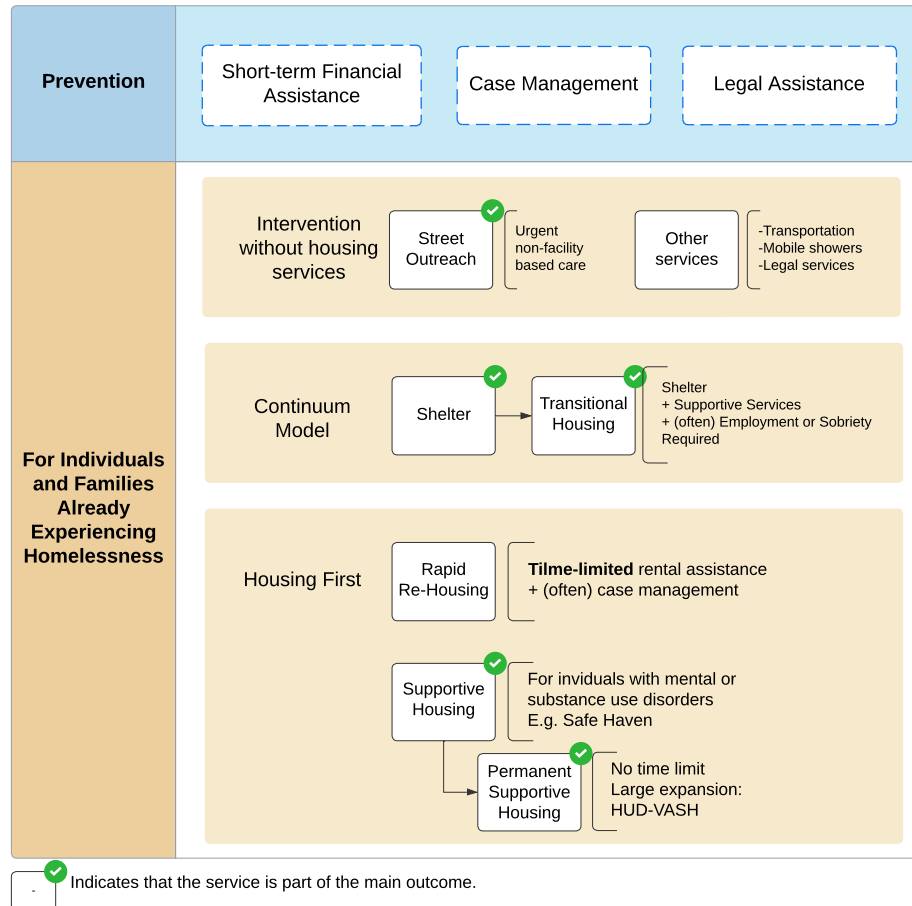 Prevention
Short-term Financial
Assistance
Case Management
Legal Assistance
For Individuals
and Families
Already
Experiencing
Homelessness
Intervention
without housing
services
Street
Outreach
Urgent
non-facility
based care
Other
services
-Transportation
-Mobile showers
-Legal services
Continuum
Model
Shelter
Transitional
Housing
Shelter
+ Supportive Services
+ (often) Employment or Sobriety
Required
Housing First
Rapid
Re-Housing
Tilme-limited rental assistance
+ (often) case management
Supportive
Housing
For inviduals with mental or
substance use disorders
E.g. Safe Haven
Permanent
Supportive
Housing
No time limit
Large expansion:
HUD-VASH
-
Indicates that the service is part of the main outcome.